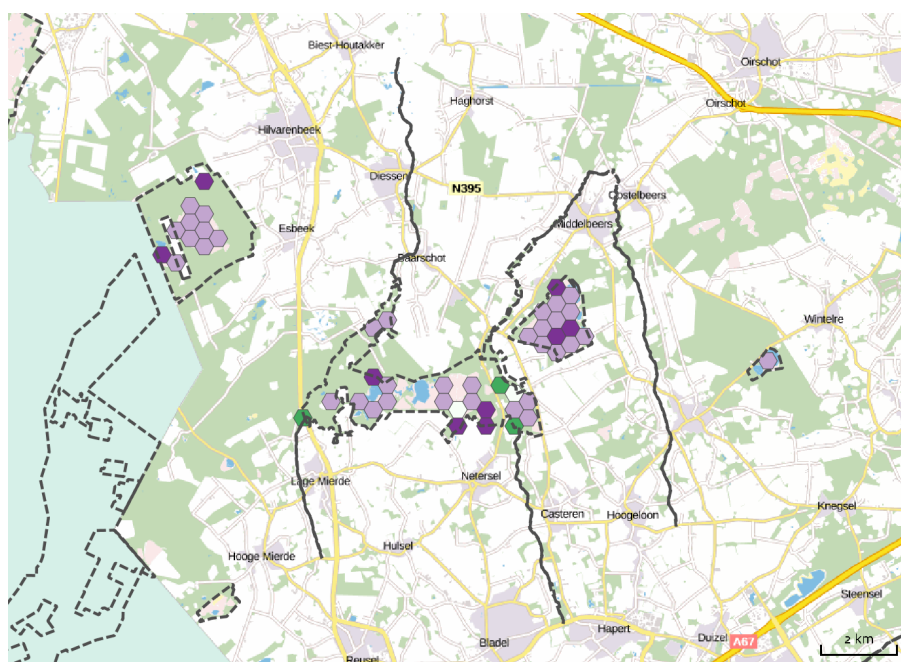 Biest-Houtakker
Oirschot
Haghorst
Oirschot
Hilvarenbeek
Diessen
N395
Oostelbeers
Middelbeers
Esbeek
Baarschot
Wintelre
Lage Mierde
Netersel
Casteren
Hoogeloon
Knegsel
Hooge Mierde
Hulsel
Steensel
Hapert
Duizel
Bladel
A67
2 km
Reusel